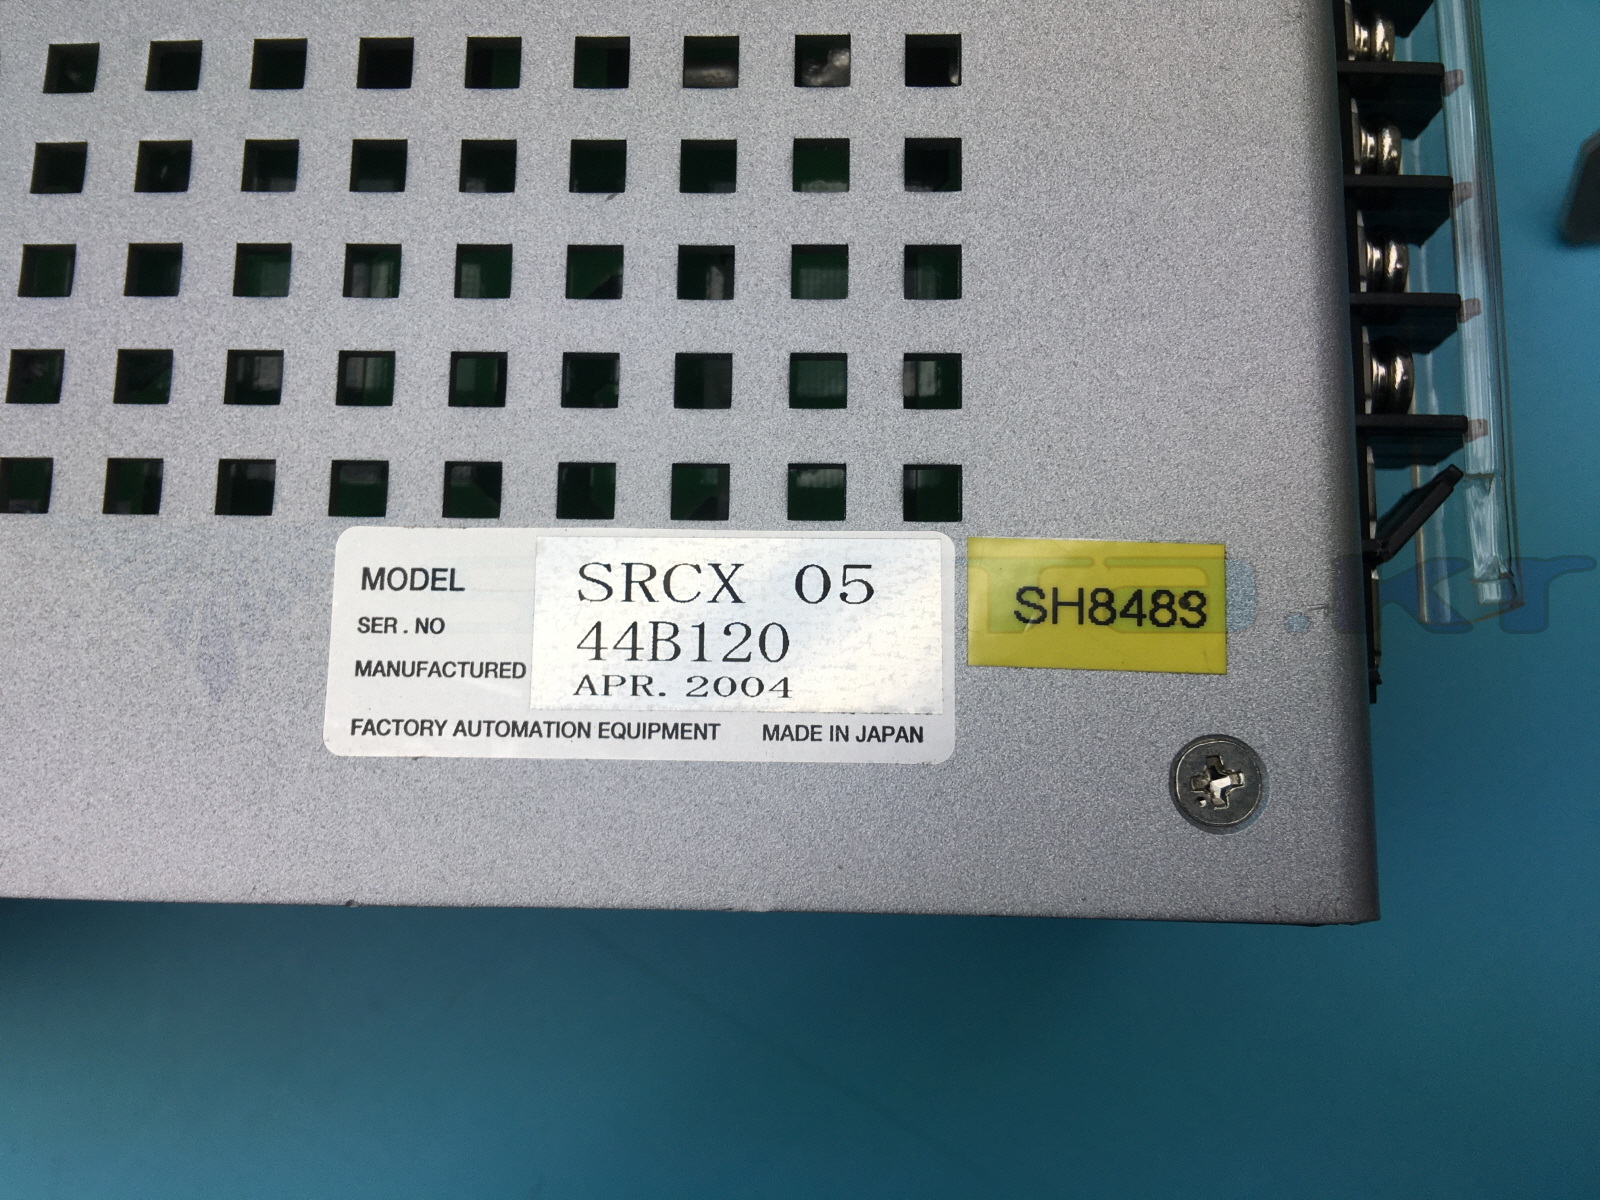 MODEL SRCX 05
SER. NO 44B120
MANUFACTURED APR. 2004
FACTORY AUTOMATION EQUIPMENT MADE IN JAPAN
SH8483